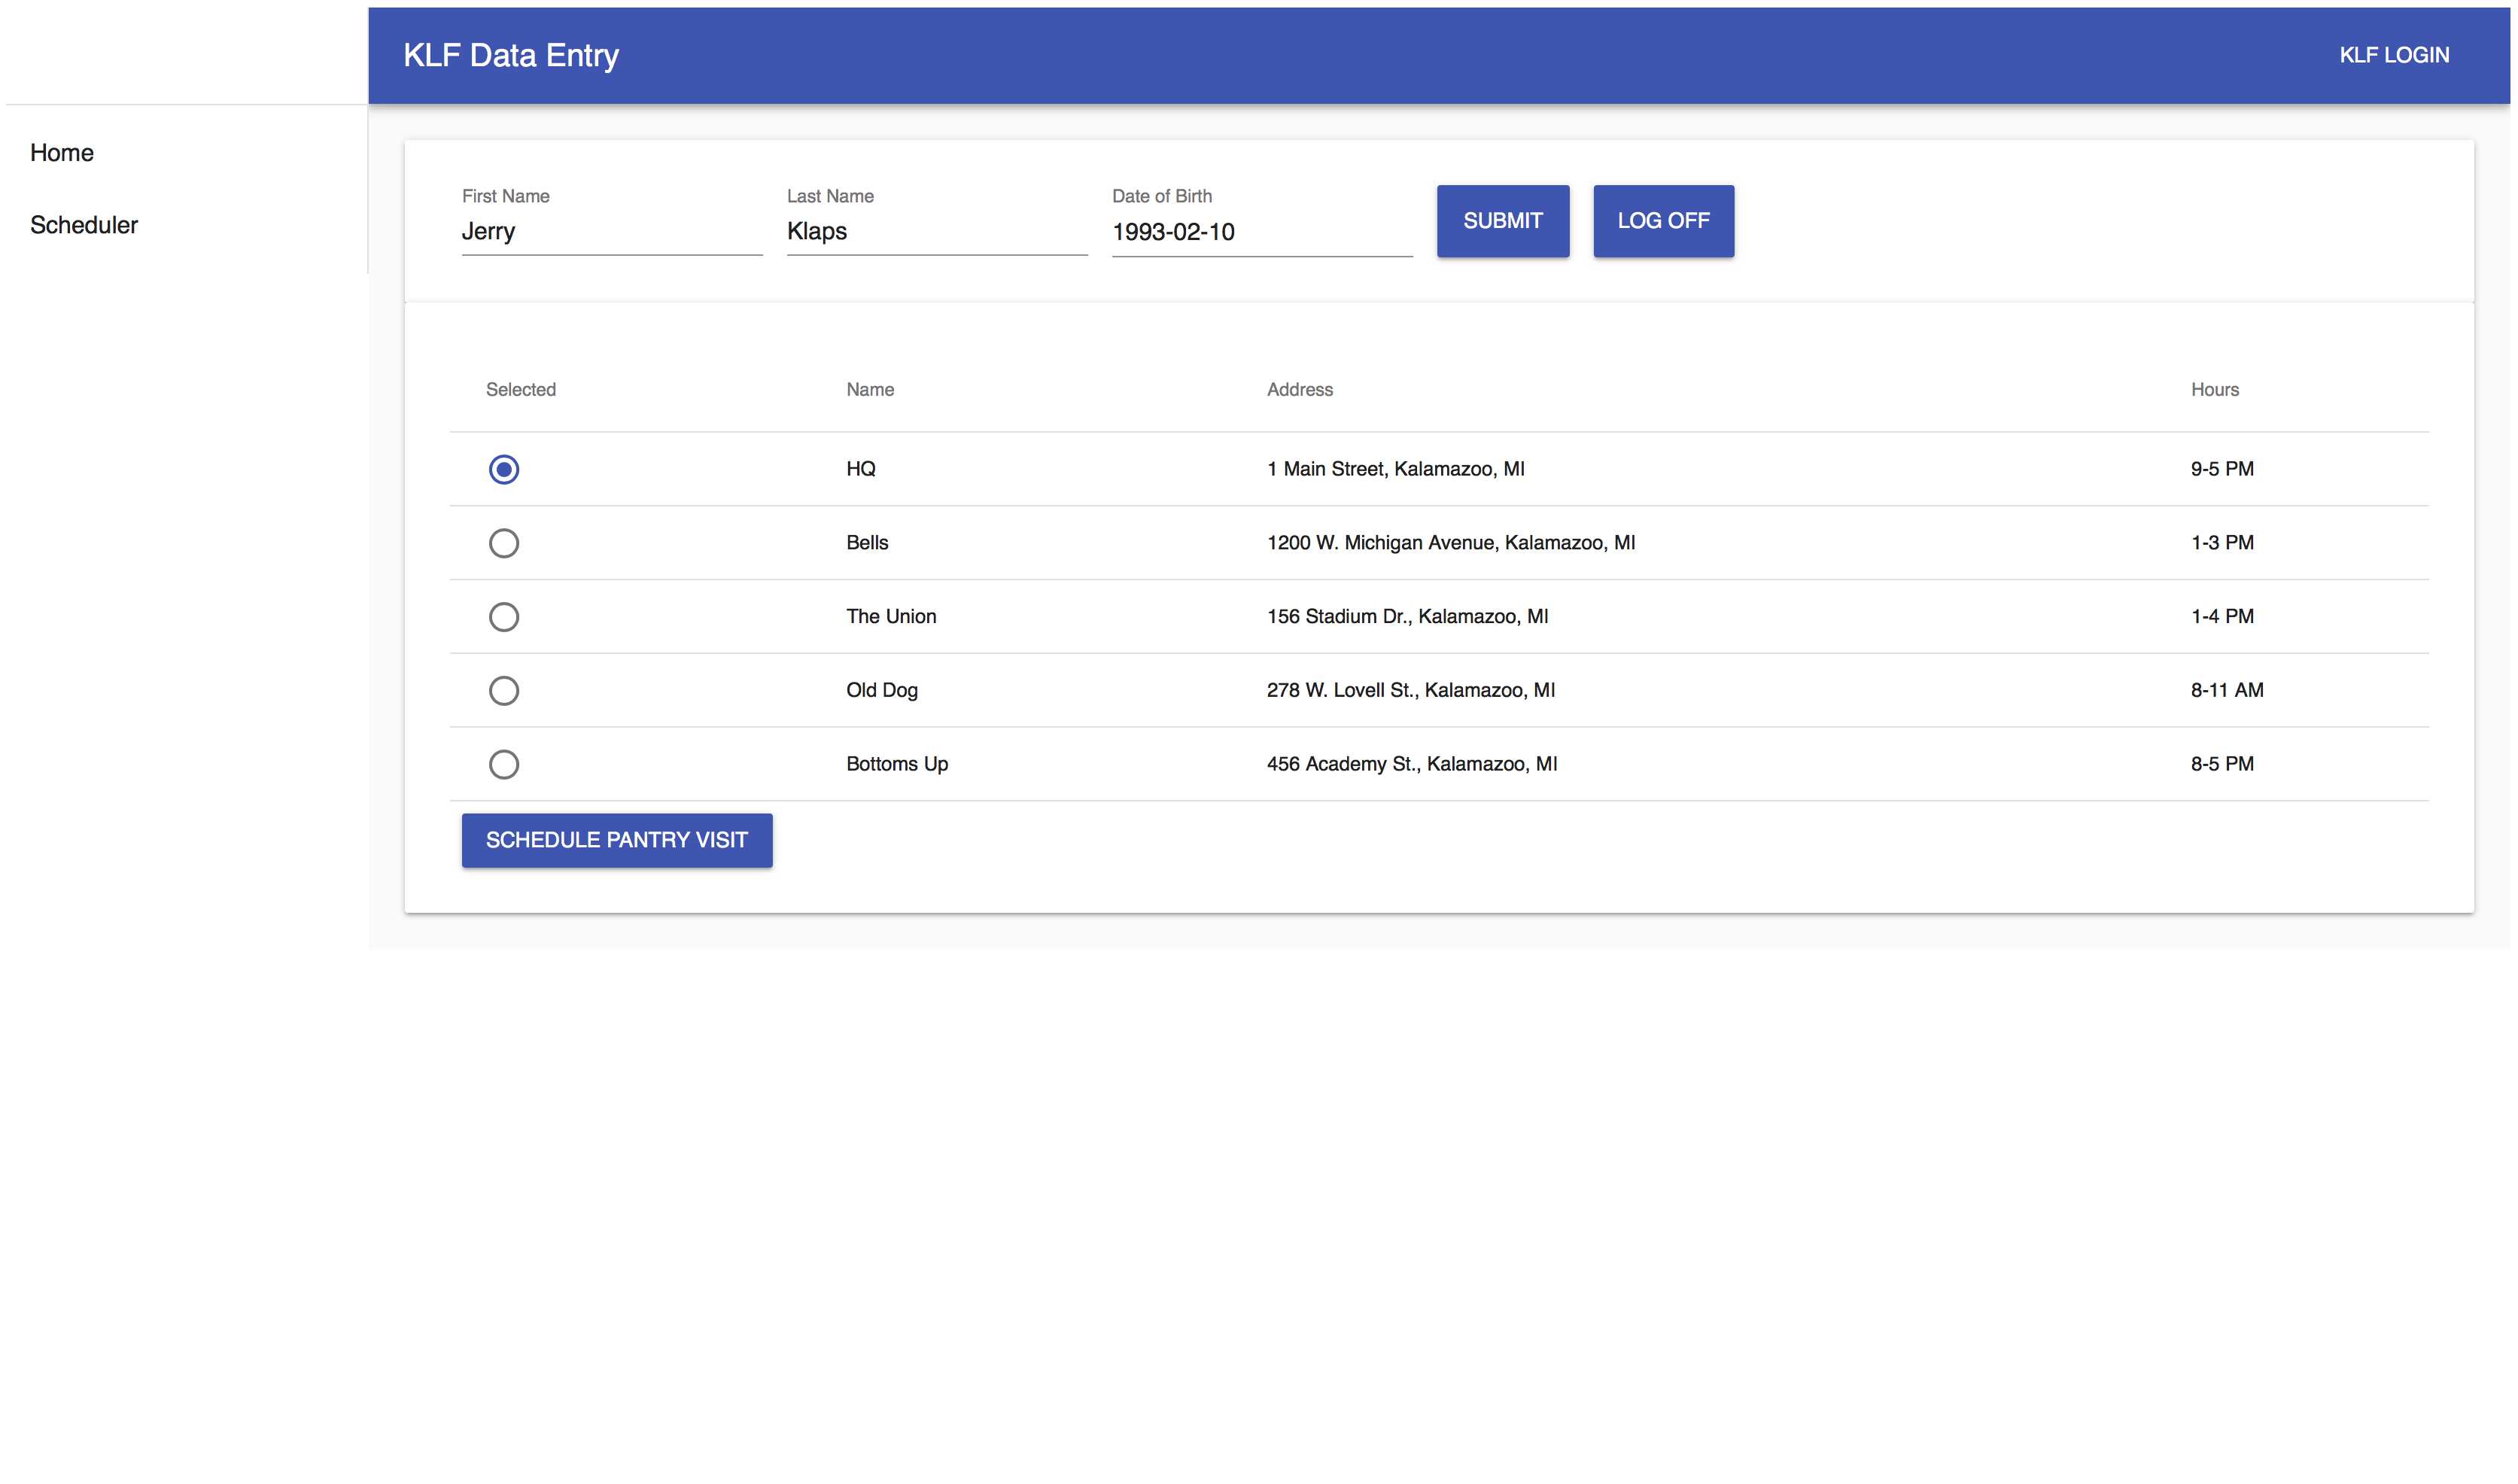 KLF Data Entry KLF LOGIN
Home
Scheduler
First Name Last Name Date of Birth
Jerry Klaps 1993-02-10 SUBMIT LOG OFF
Selected Name Address Hours
HQ 1 Main Street, Kalamazoo, MI 9-5 PM
Bells 1200 W. Michigan Avenue, Kalamazoo, MI 1-3 PM
The Union 156 Stadium Dr., Kalamazoo, MI 1-4 PM
Old Dog 278 W. Lovell St., Kalamazoo, MI 8-11 AM
Bottoms Up 456 Academy St., Kalamazoo, MI 8-5 PM
SCHEDULE PANTRY VISIT